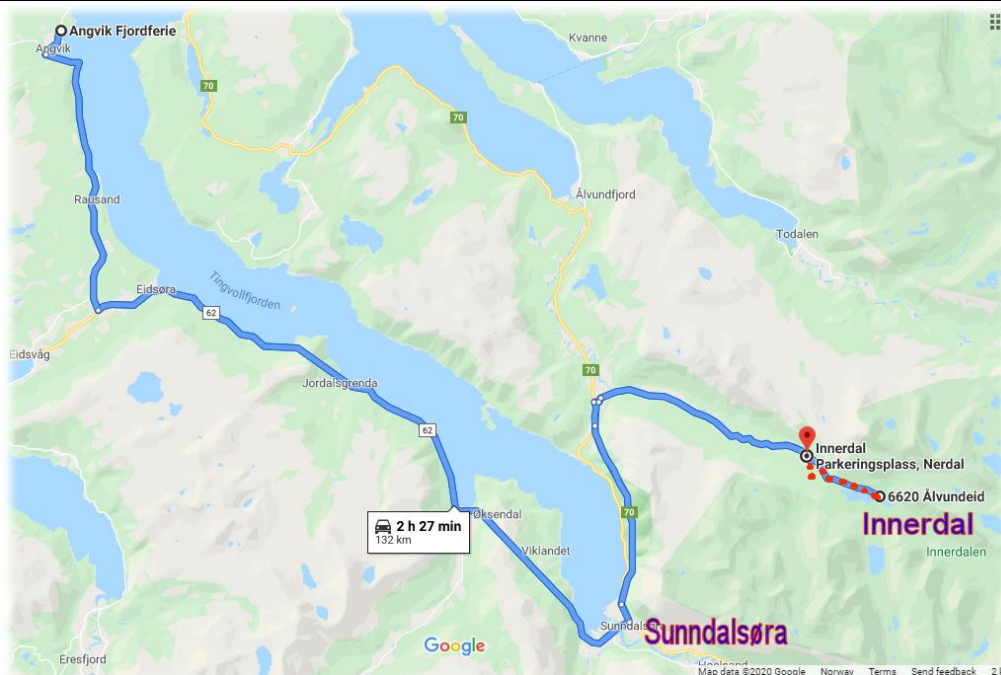 Angvik Fjordferie
Angvik
Kvanne
70
70
Rausand
Ålvundfjord
Todalen
Tingvollfjorden
Eidsøra
62
Eidsvåg
70
Jordalsgrenda
62
Innerdal
Parkeringsplass, Nerdal
6620 Ålvundeid
Innerdal
Innerdalen
2 h 27 min
132 km
Øksendal
70
Viklandet
Sunndalsøra
Sunndalsøra
Google
Eresfjord
Map data ©2020 Google Norway Terms Send feedback 2